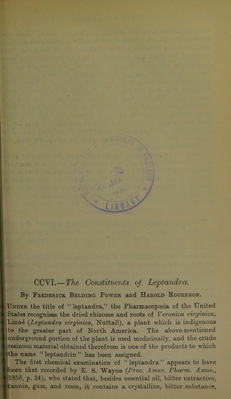 LIBRARY
CCVI.—The Constituents of Leptandra.
By Frederick Belding Power and Harold Rogerson.
Under the title of "leptandra," the Pharmacopœia of the United
States recognises the dried rhizome and roots of Veronica virginica,
Linné (Leptandra virginica, Nuttall), a plant which is indigenous
to the greater part of North America. The above-mentioned
underground portion of the plant is used medicinally, and the crude
resinous material obtained therefrom is one of the products to which
the name "leptandrin" has been assigned.
The first chemical examination of "leptandra" appears to have
been that recorded by E. S. Wayne (Proc. Amer. Pharm. Assoc.,
1856, p. 34), who stated that, besides essential oil, bitter extractive,
tannin, gum, and resin, it contains a crystalline, bitter substance,